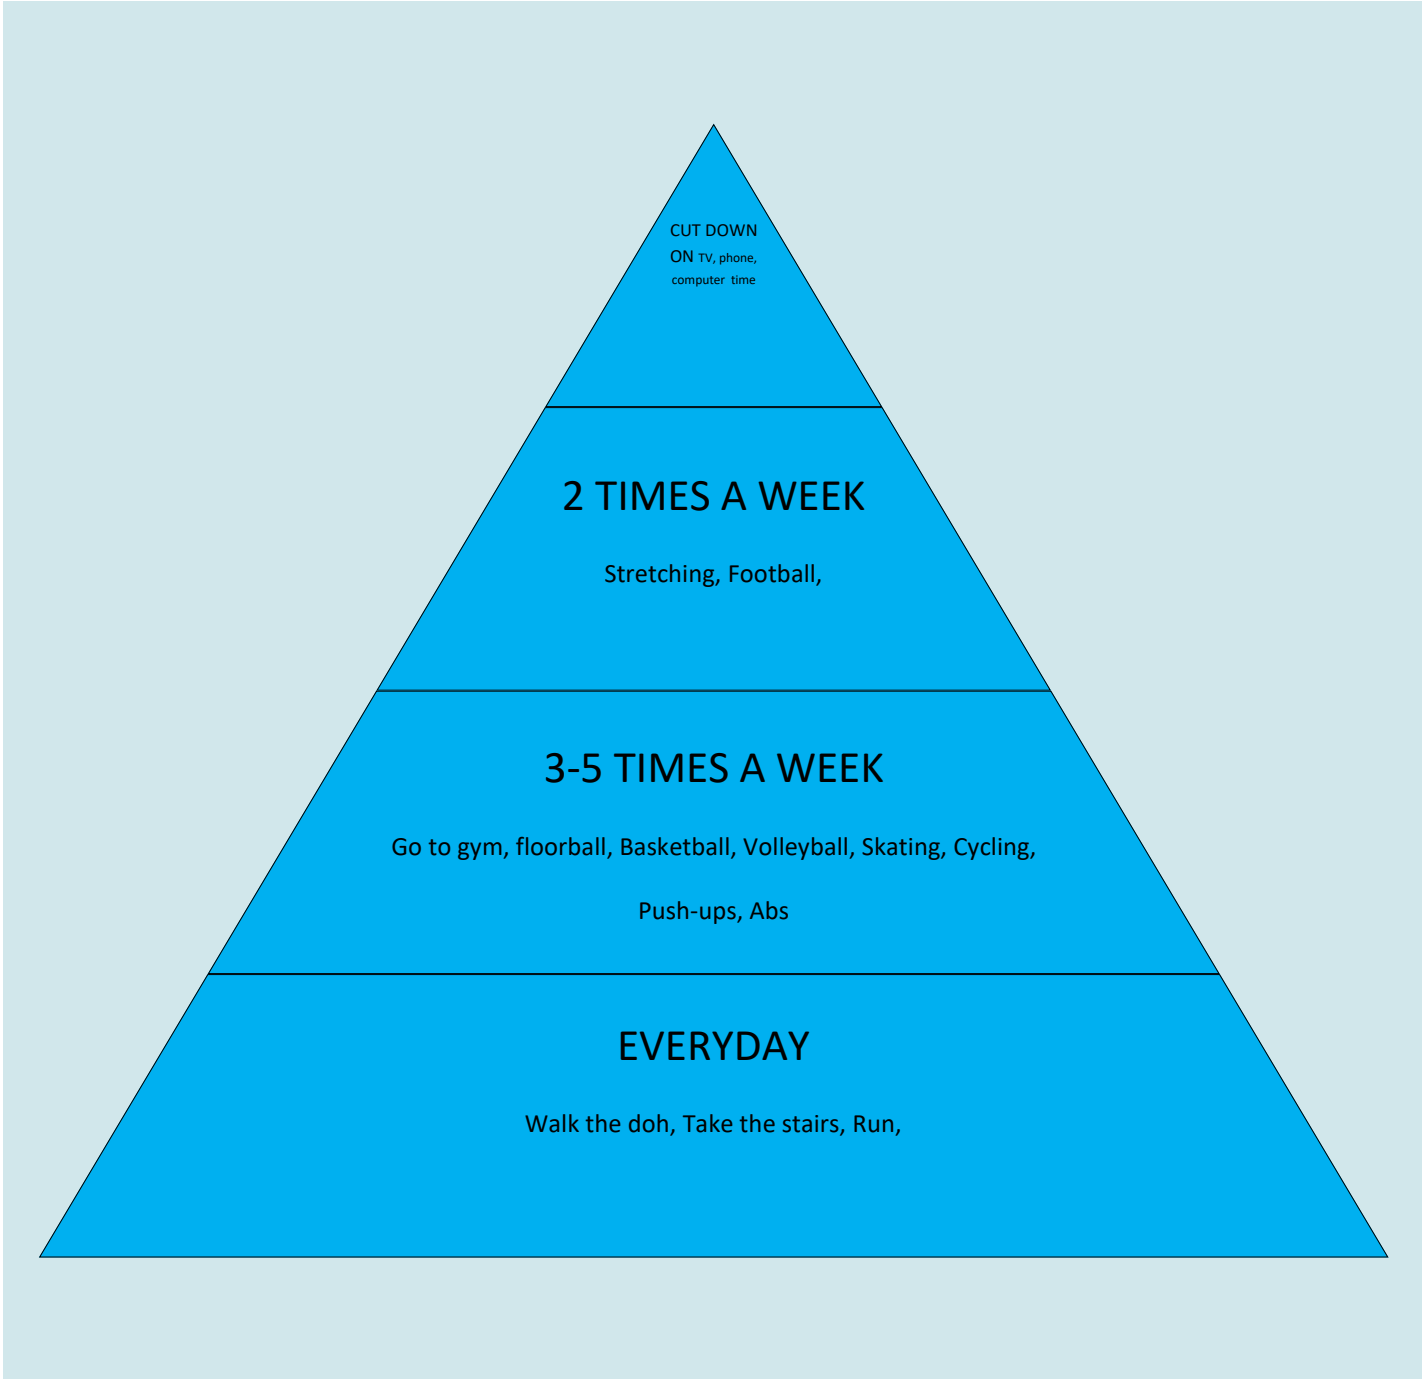 CUT DOWN
ON TV, phone,
computer time
2 TIMES A WEEK
Stretching, Football,
3-5 TIMES A WEEK
Go to gym, floorball, Basketball, Volleyball, Skating, Cycling,
Push-ups, Abs
EVERYDAY
Walk the doh, Take the stairs, Run,